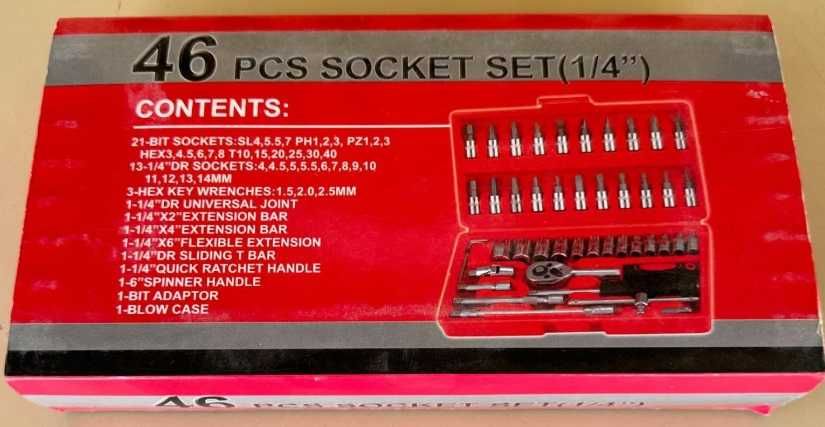 46 PCS SOCKET SET(1/4")
CONTENTS:
21-BIT SOCKETS:SL4,5.5,7 PH1,2,3, PZ1,2,3
HEX3,4,5,6,7,8 T10,15,20,25,30,40
13-1/4"DR SOCKETS:4,4.5,5,5.5,6,7,8,9,10
11,12,13,14MM
3-HEX KEY WRENCHES:1.5,2.0,2.5MM
1-1/4"DR UNIVERSAL JOINT
1-1/4"X2"EXTENSION BAR
1-1/4"X4"EXTENSION BAR
1-1/4"X6"FLEXIBLE EXTENSION
1-1/4"DR SLIDING T BAR
1-1/4"QUICK RATCHET HANDLE
1-6"SPINNER HANDLE
1-BIT ADAPTOR
1-BLOW CASE
46 PCS SOCKET SET(1/4")